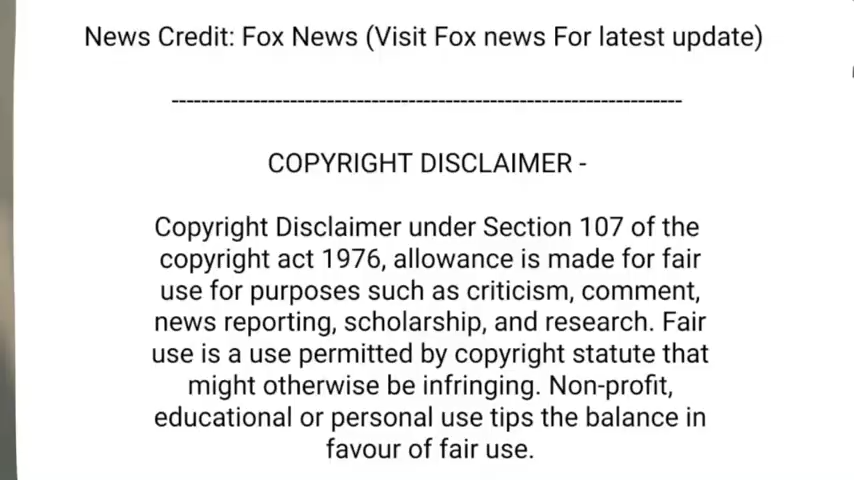 News Credit: Fox News (Visit Fox news For latest update)
----------------------------------------------------------------------
COPYRIGHT DISCLAIMER -
Copyright Disclaimer under Section 107 of the
copyright act 1976, allowance is made for fair
use for purposes such as criticism, comment,
news reporting, scholarship, and research. Fair
use is a use permitted by copyright statute that
might otherwise be infringing. Non-profit,
educational or personal use tips the balance in
favour of fair use.